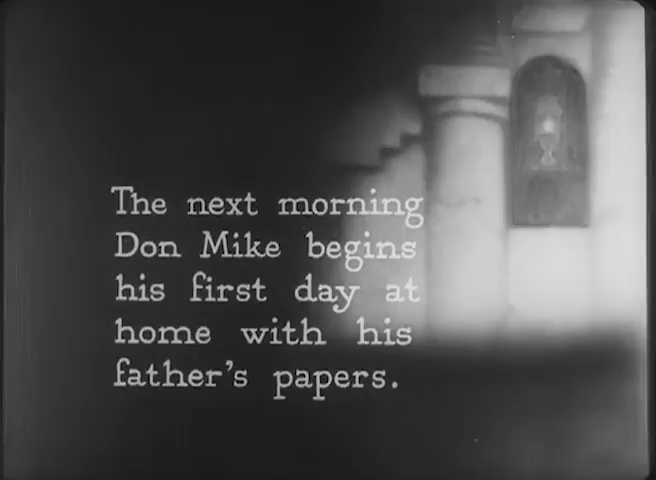 The next morning
Don Mike begins
his first day at
home with his
father's papers.